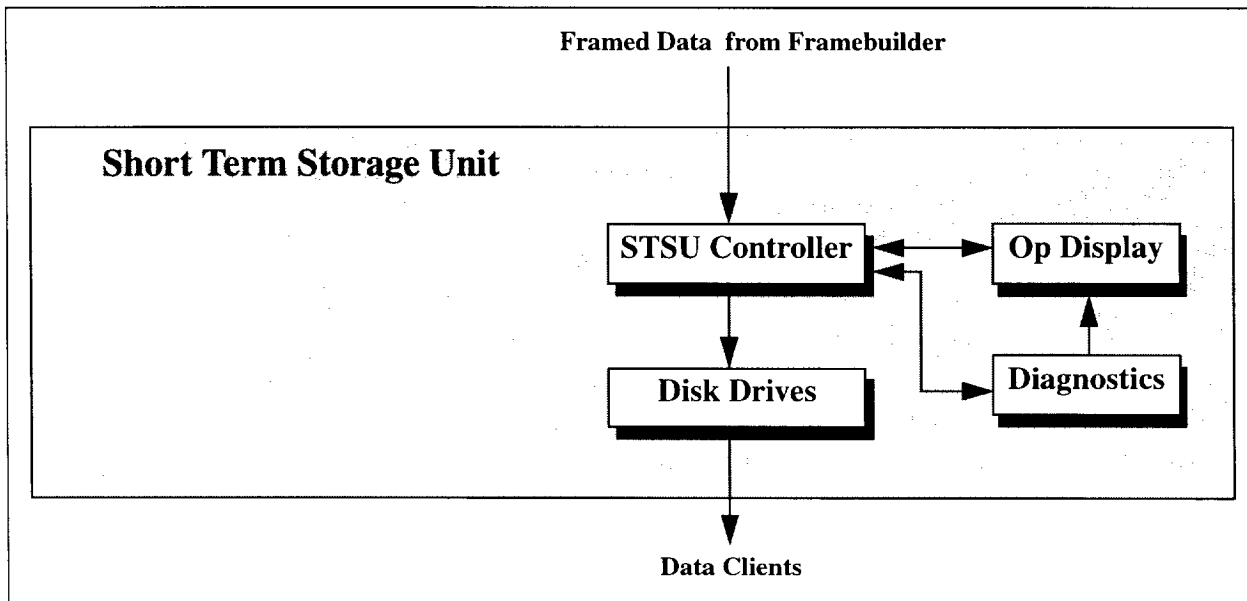 Framed Data from Framebuilder
Short Term Storage Unit
STSU Controller
Op Display
Disk Drives
Diagnostics
Data Clients